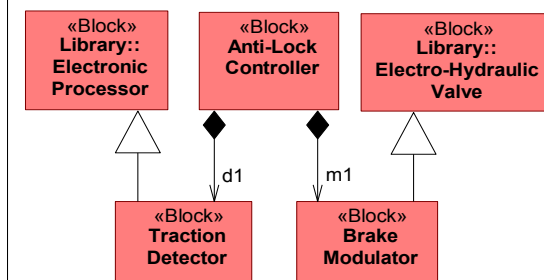 «Block»
Library::
Electronic
Processor
«Block»
Anti-Lock
Controller
«Block»
Library::
Electro-Hydraulic
Valve
d1
m1
«Block»
Traction
Detector
«Block»
Brake
Modulator